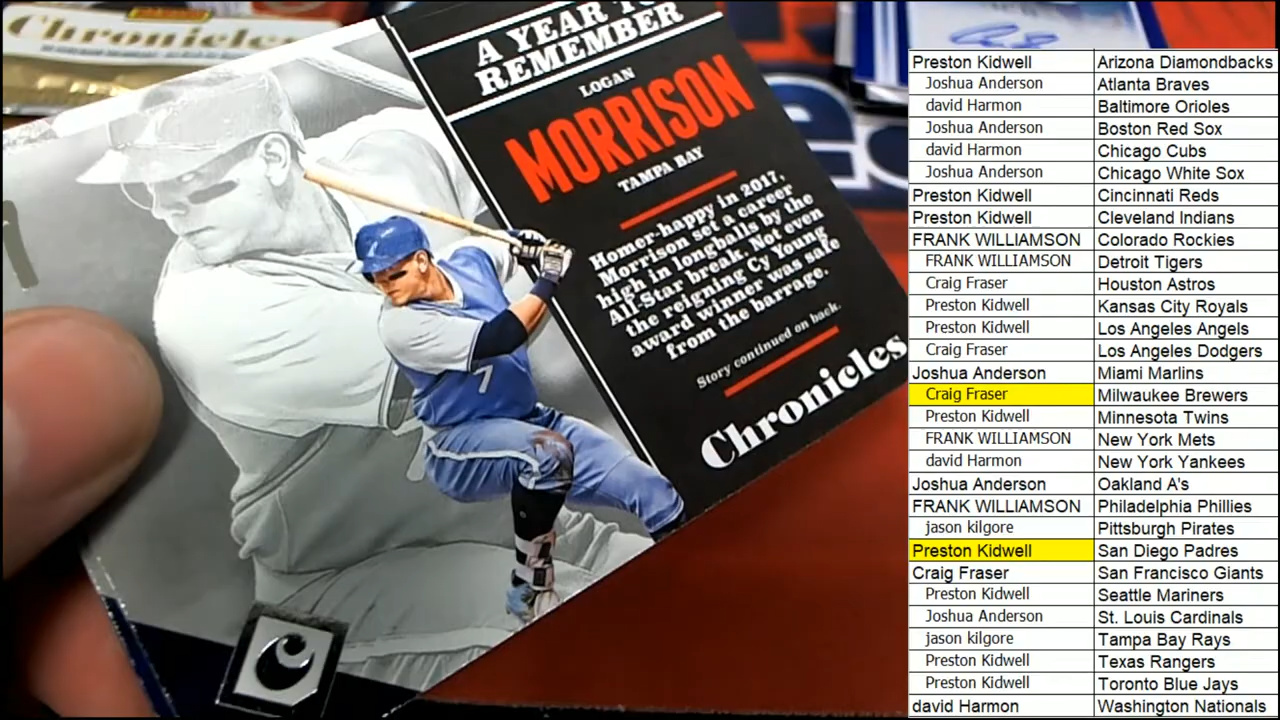 Chronicles
A YEAR TO
REMEMBER
LOGAN
MORRISON
TAMPA BAY
Homer-happy in 2017,
Morrison set a career
high in longballs by the
All-Star break. Not even
the reigning Cy Young
award winner was safe
from the barrage.
Story continued on back.
Chronicles
7
Preston Kidwell Arizona Diamondbacks
Joshua Anderson Atlanta Braves
david Harmon Baltimore Orioles
Joshua Anderson Boston Red Sox
david Harmon Chicago Cubs
Joshua Anderson Chicago White Sox
Preston Kidwell Cincinnati Reds
Preston Kidwell Cleveland Indians
FRANK WILLIAMSON Colorado Rockies
FRANK WILLIAMSON Detroit Tigers
Craig Fraser Houston Astros
Preston Kidwell Kansas City Royals
Preston Kidwell Los Angeles Angels
Craig Fraser Los Angeles Dodgers
Joshua Anderson Miami Marlins
Craig Fraser Milwaukee Brewers
Preston Kidwell Minnesota Twins
FRANK WILLIAMSON New York Mets
david Harmon New York Yankees
Joshua Anderson Oakland A's
FRANK WILLIAMSON Philadelphia Phillies
jason kilgore Pittsburgh Pirates
Preston Kidwell San Diego Padres
Craig Fraser San Francisco Giants
Preston Kidwell Seattle Mariners
Joshua Anderson St. Louis Cardinals
jason kilgore Tampa Bay Rays
Preston Kidwell Texas Rangers
Preston Kidwell Toronto Blue Jays
david Harmon Washington Nationals